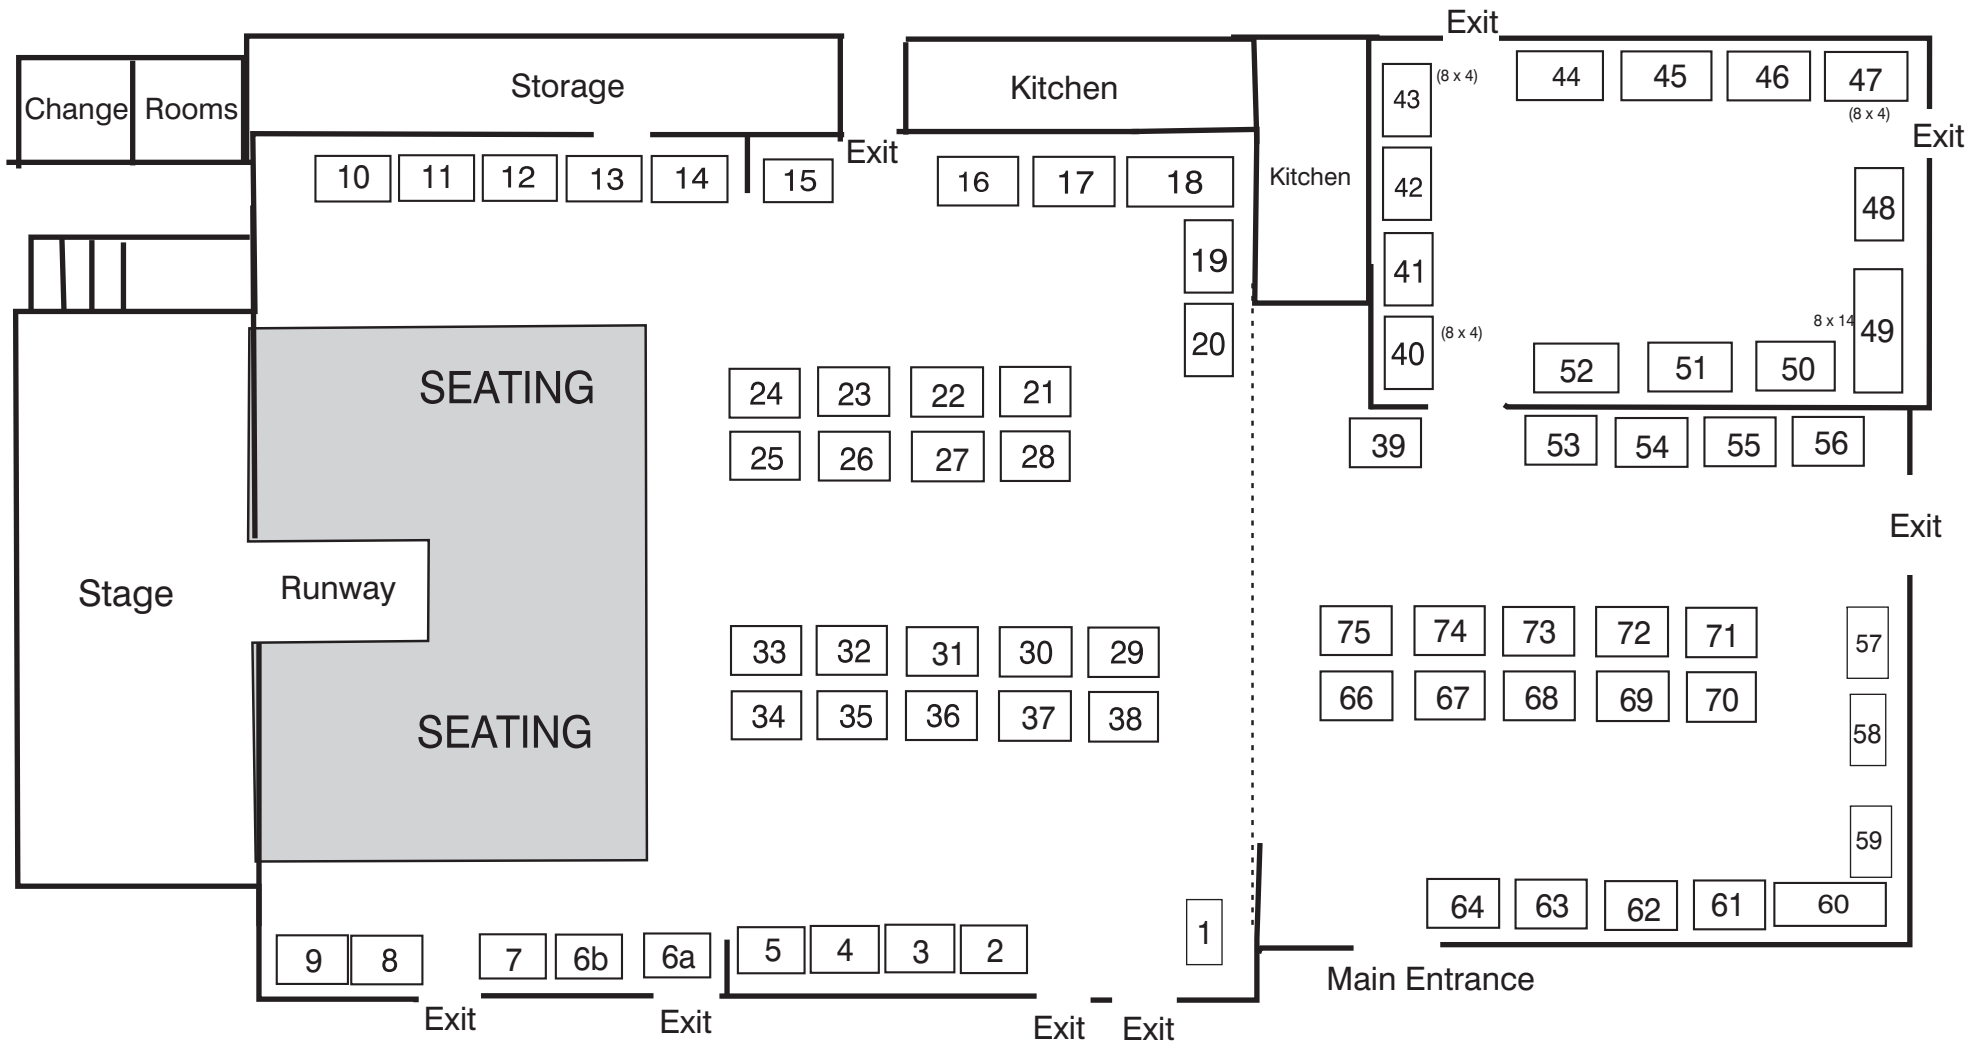 Exit
Storage
Kitchen
Change Rooms
43 (8 x 4)
44 45 46 47
(8 x 4)
Exit
Exit
10 11 12 13 14 15
16 17 18
Kitchen
42
48
19
41
20
40 (8 x 4)
8 x 14 49
52 51 50
SEATING
24 23 22 21
25 26 27 28
39
53 54 55 56
Exit
Stage
Runway
33 32 31 30 29
75 74 73 72 71
57
34 35 36 37 38
66 67 68 69 70
58
SEATING
59
64 63 62 61 60
1
9 8 7 6b 6a 5 4 3 2
Main Entrance
Exit Exit Exit Exit